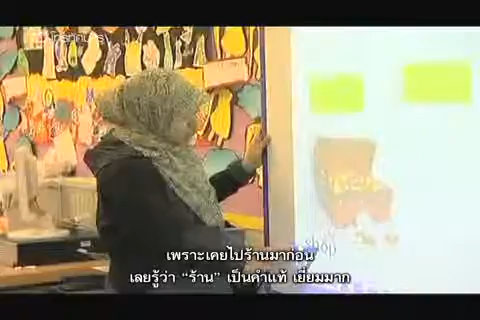 shop
เพราะเคยไปร้านมาก่อน
เลยรู้ว่า “ร้าน” เป็นคำแท้ เยี่ยมมาก